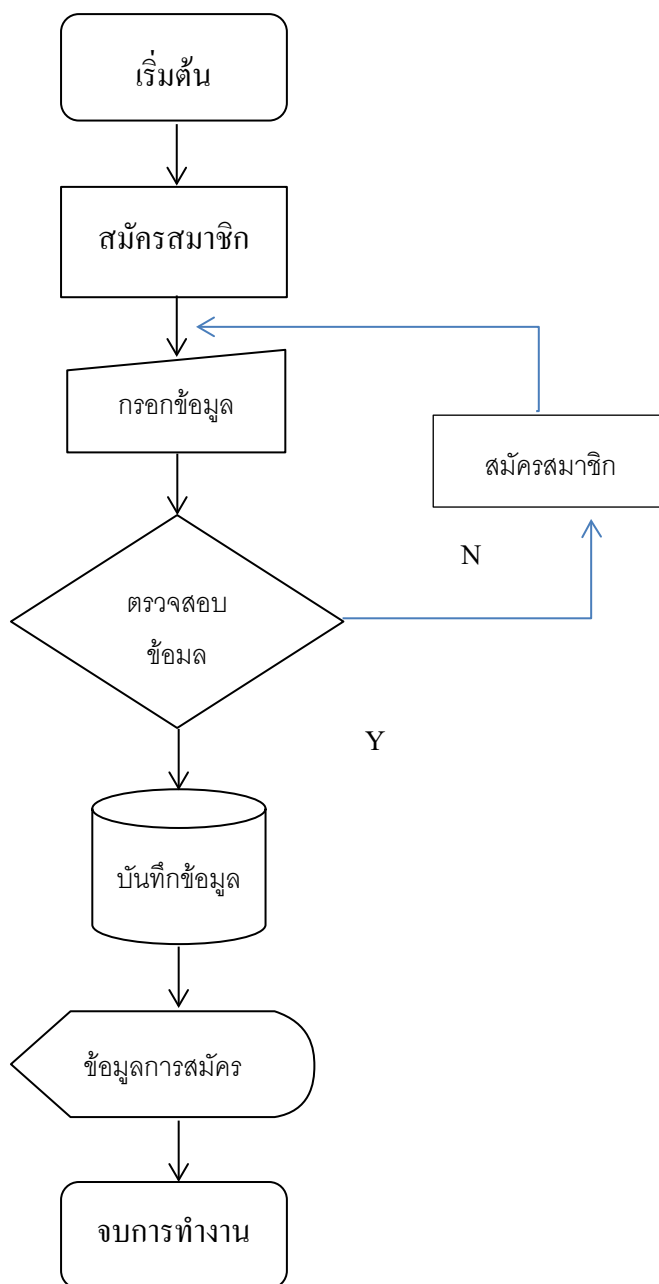 เริ่มต้น
สมัครสมาชิก
กรอกข้อมูล
สมัครสมาชิก
N
ตรวจสอบ
ข้อมล
Y
บันทึกข้อมูล
ข้อมูลการสมัคร
จบการทำงาน